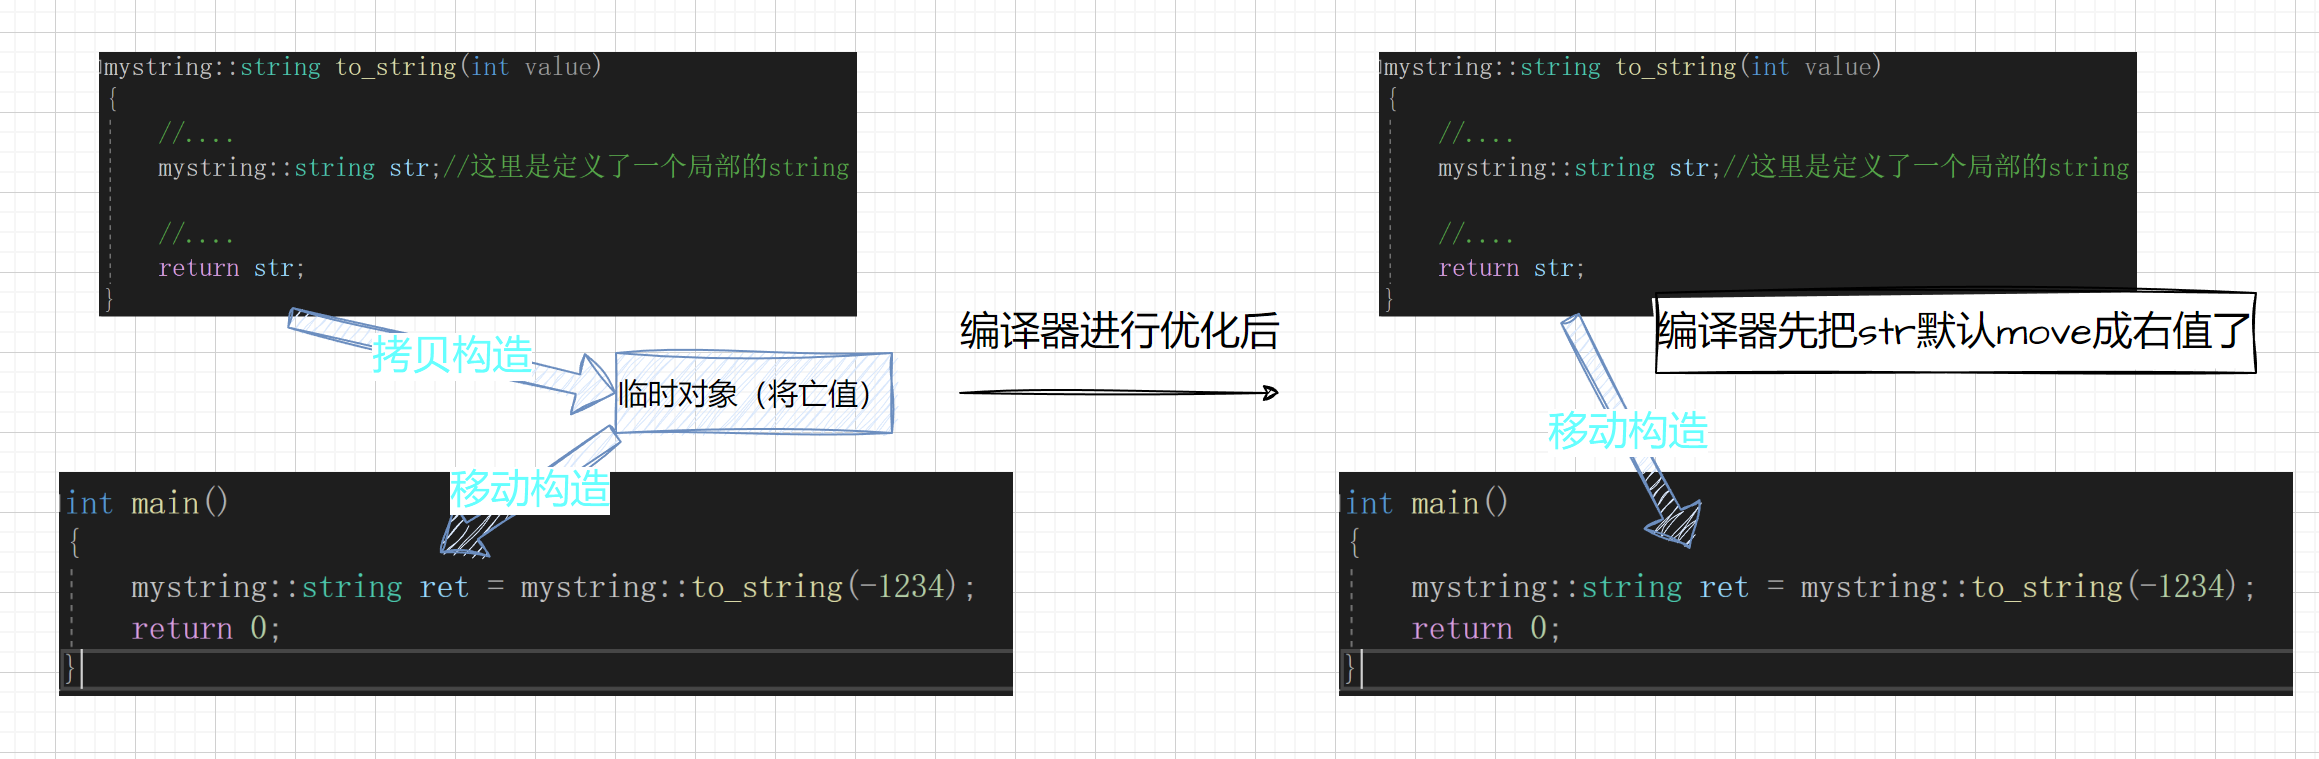 mystring::string to_string(int value)
{
//....
mystring::string str;//这里是定义了一个局部的string
//....
return str;
}
拷贝构造
临时对象（将亡值）
移动构造
int main()
{
mystring::string ret = mystring::to_string(-1234);
return 0;
}
编译器进行优化后
mystring::string to_string(int value)
{
//....
mystring::string str;//这里是定义了一个局部的string
//....
return str;
}
编译器先把str默认move成右值了
移动构造
int main()
{
mystring::string ret = mystring::to_string(-1234);
return 0;
}